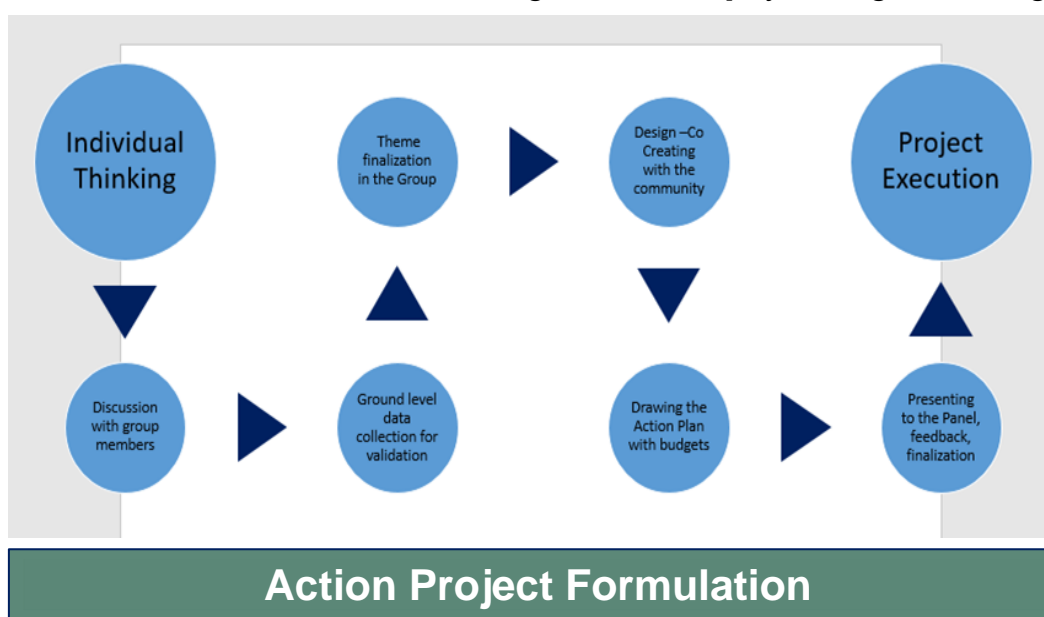 Individual
Thinking
Discussion
with group
members
Ground level
data
collection for
validation
Theme
finalization
in the Group
Design –Co
Creating
with the
community
Drawing the
Action Plan
with budgets
Presenting
to the Panel,
feedback,
finalization
Project
Execution
Action Project Formulation